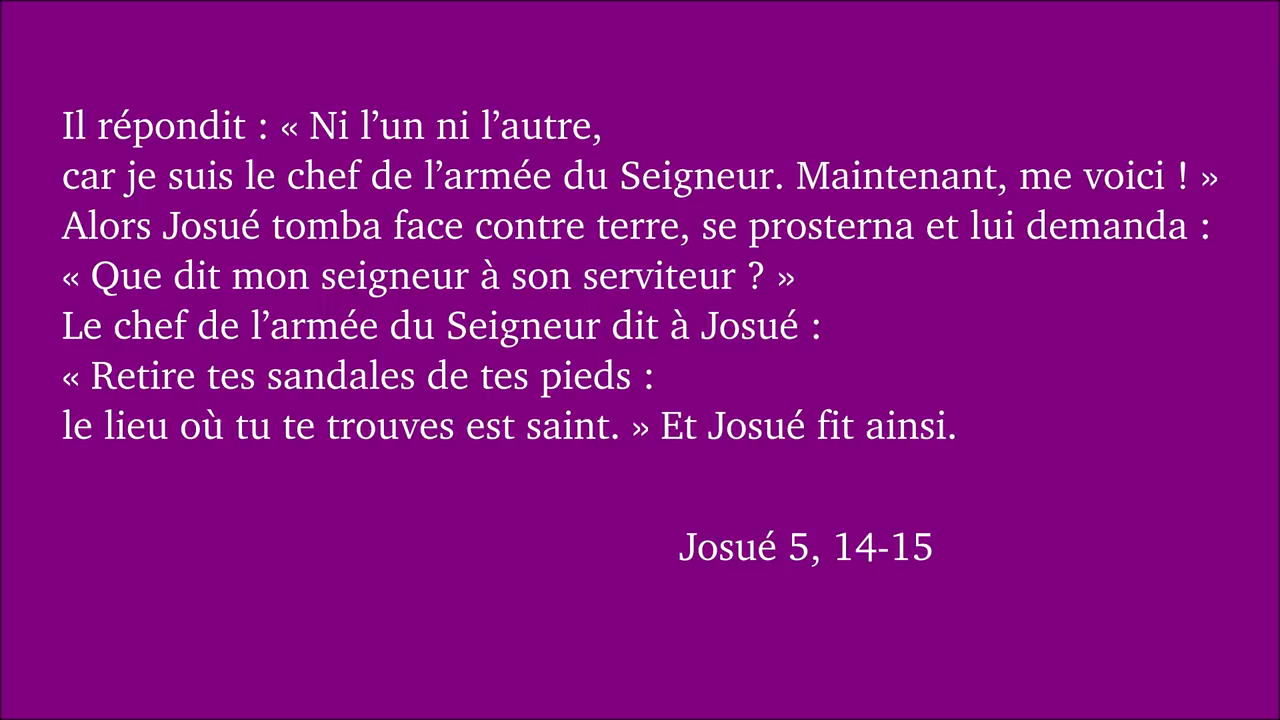 Il répondit : « Ni l’un ni l’autre,
car je suis le chef de l’armée du Seigneur. Maintenant, me voici ! »
Alors Josué tomba face contre terre, se prosterna et lui demanda :
« Que dit mon seigneur à son serviteur ? »
Le chef de l’armée du Seigneur dit à Josué :
« Retire tes sandales de tes pieds :
le lieu où tu te trouves est saint. » Et Josué fit ainsi.
Josué 5, 14-15